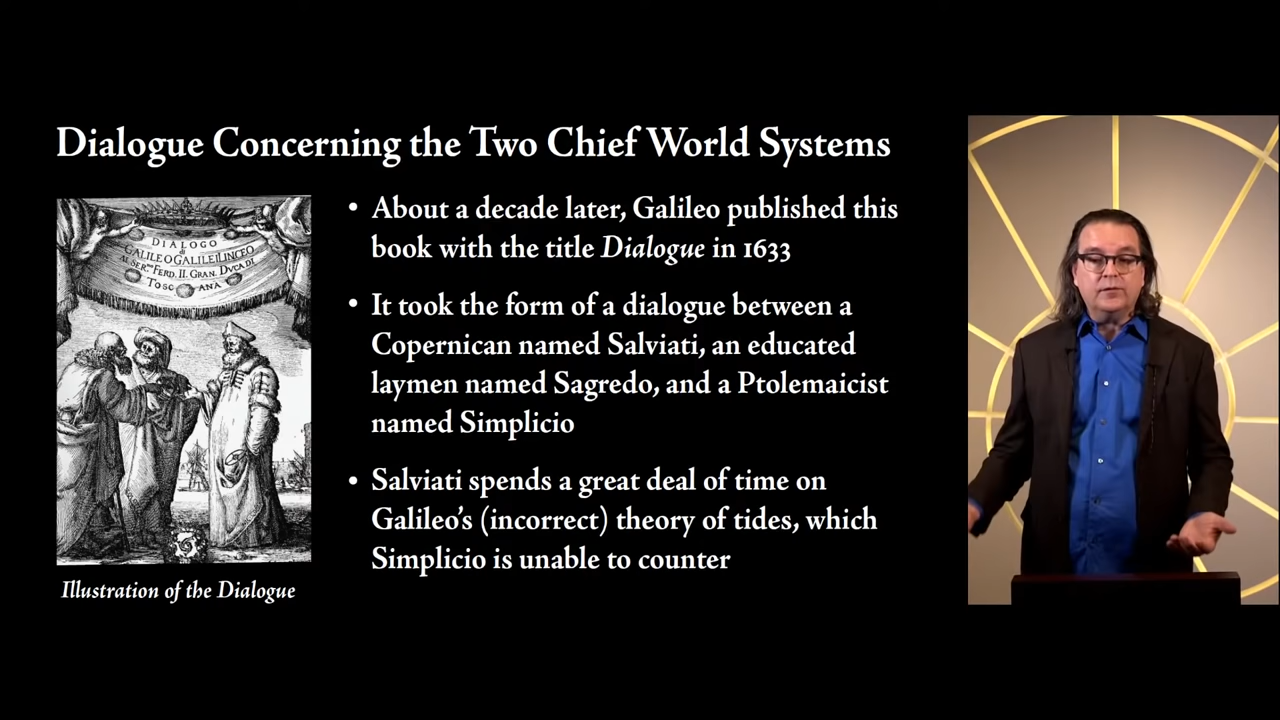 Dialogue Concerning the Two Chief World Systems
DIALOGO
di
GALILEO GALILEI LINCEO
AL SER.mo FERD. II. GRAN. DVCA DI
TOSCANA
Illustration of the Dialogue
• About a decade later, Galileo published this
book with the title Dialogue in 1633
• It took the form of a dialogue between a
Copernican named Salviati, an educated
laymen named Sagredo, and a Ptolemaicist
named Simplicio
• Salviati spends a great deal of time on
Galileo's (incorrect) theory of tides, which
Simplicio is unable to counter